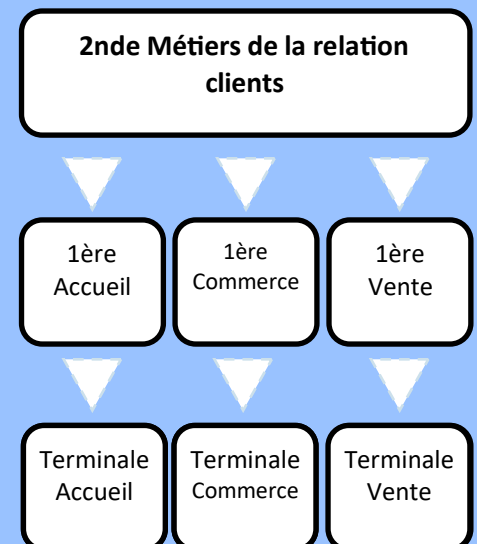 2nde Métiers de la relation
clients
1ère
Accueil
1ère
Commerce
1ère
Vente
Terminale
Accueil
Terminale
Commerce
Terminale
Vente